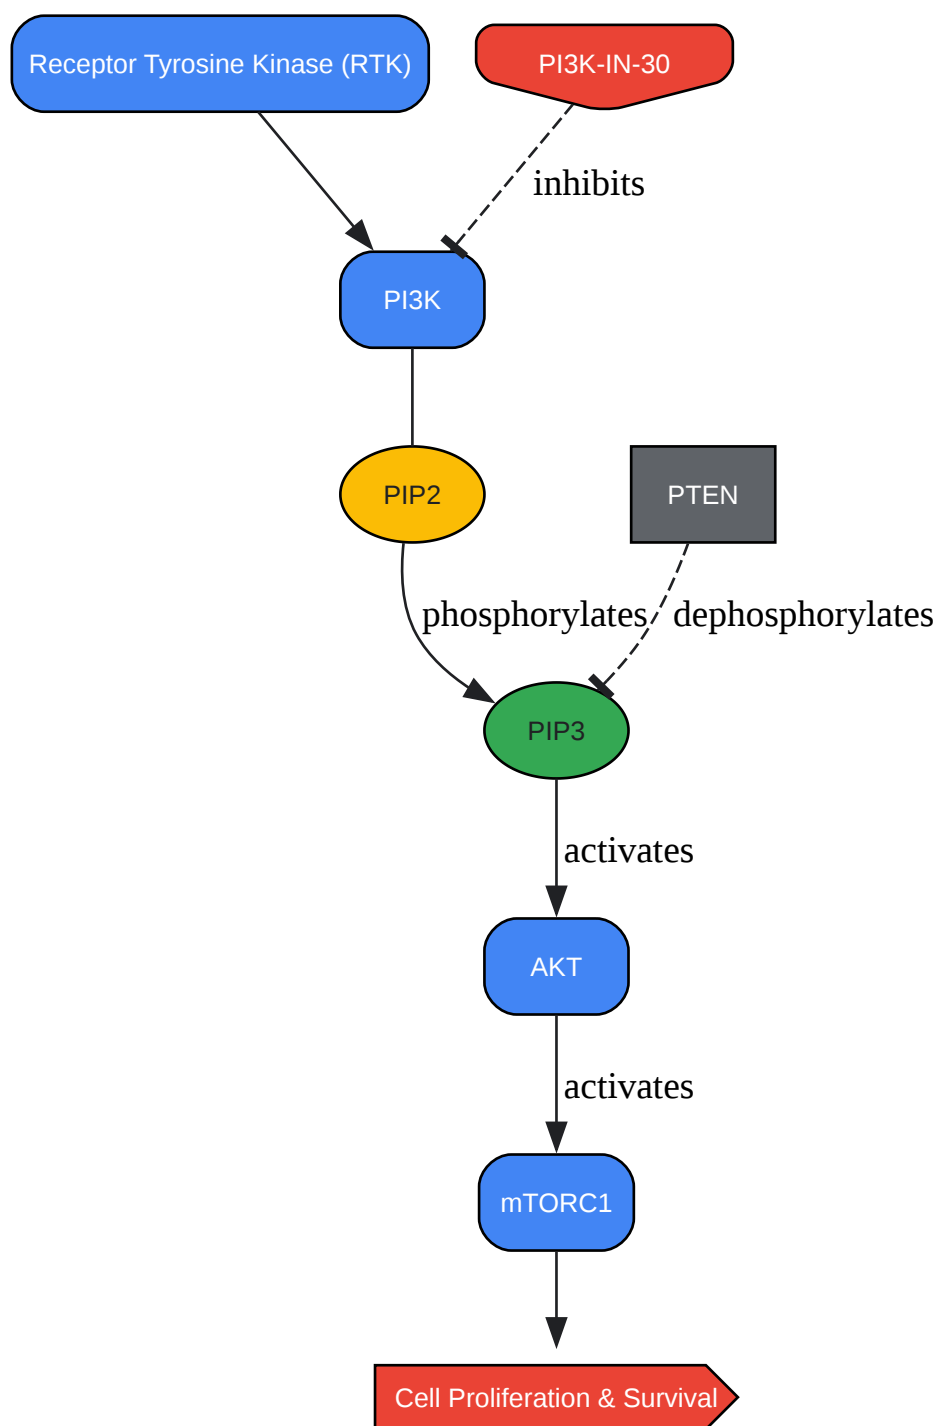 Receptor Tyrosine Kinase (RTK)
PI3K-IN-30
inhibits
PI3K
PIP2
PTEN
phosphorylates
dephosphorylates
PIP3
activates
AKT
activates
mTORC1
Cell Proliferation & Survival